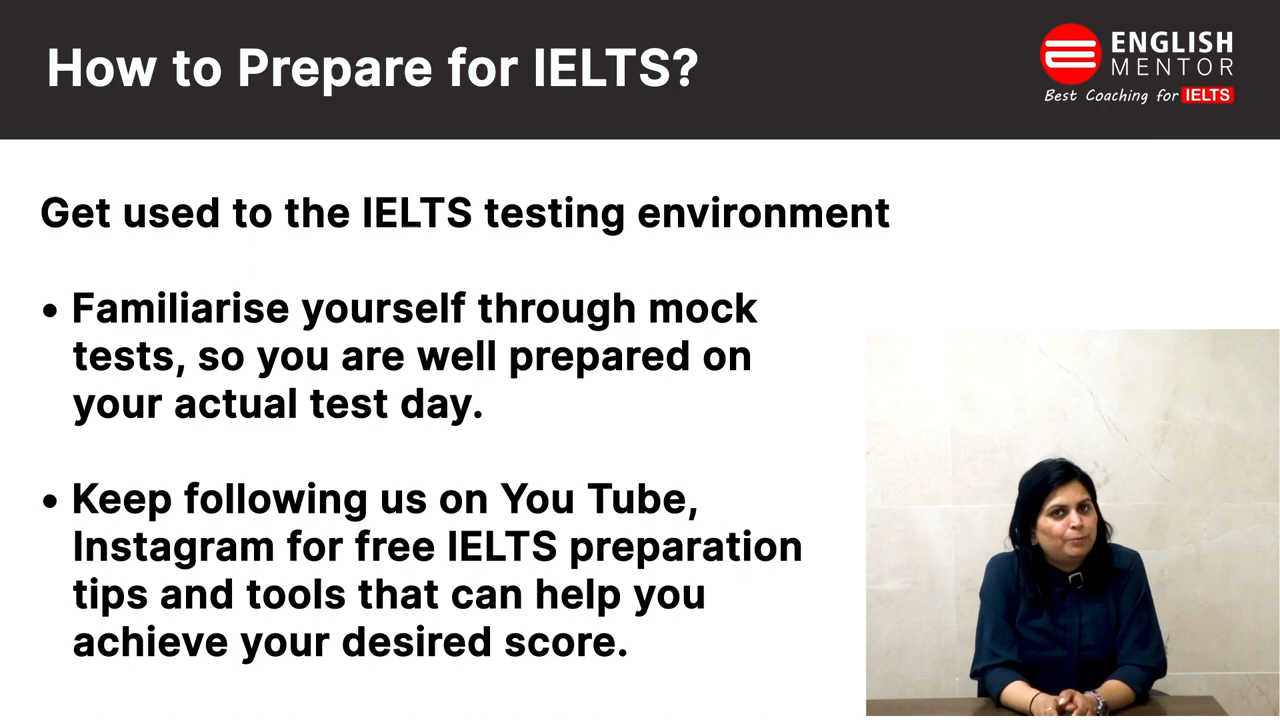 How to Prepare for IELTS?
ENGLISH
MENTOR
Best Coaching for IELTS
Get used to the IELTS testing environment
• Familiarise yourself through mock
tests, so you are well prepared on
your actual test day.
• Keep following us on You Tube,
Instagram for free IELTS preparation
tips and tools that can help you
achieve your desired score.